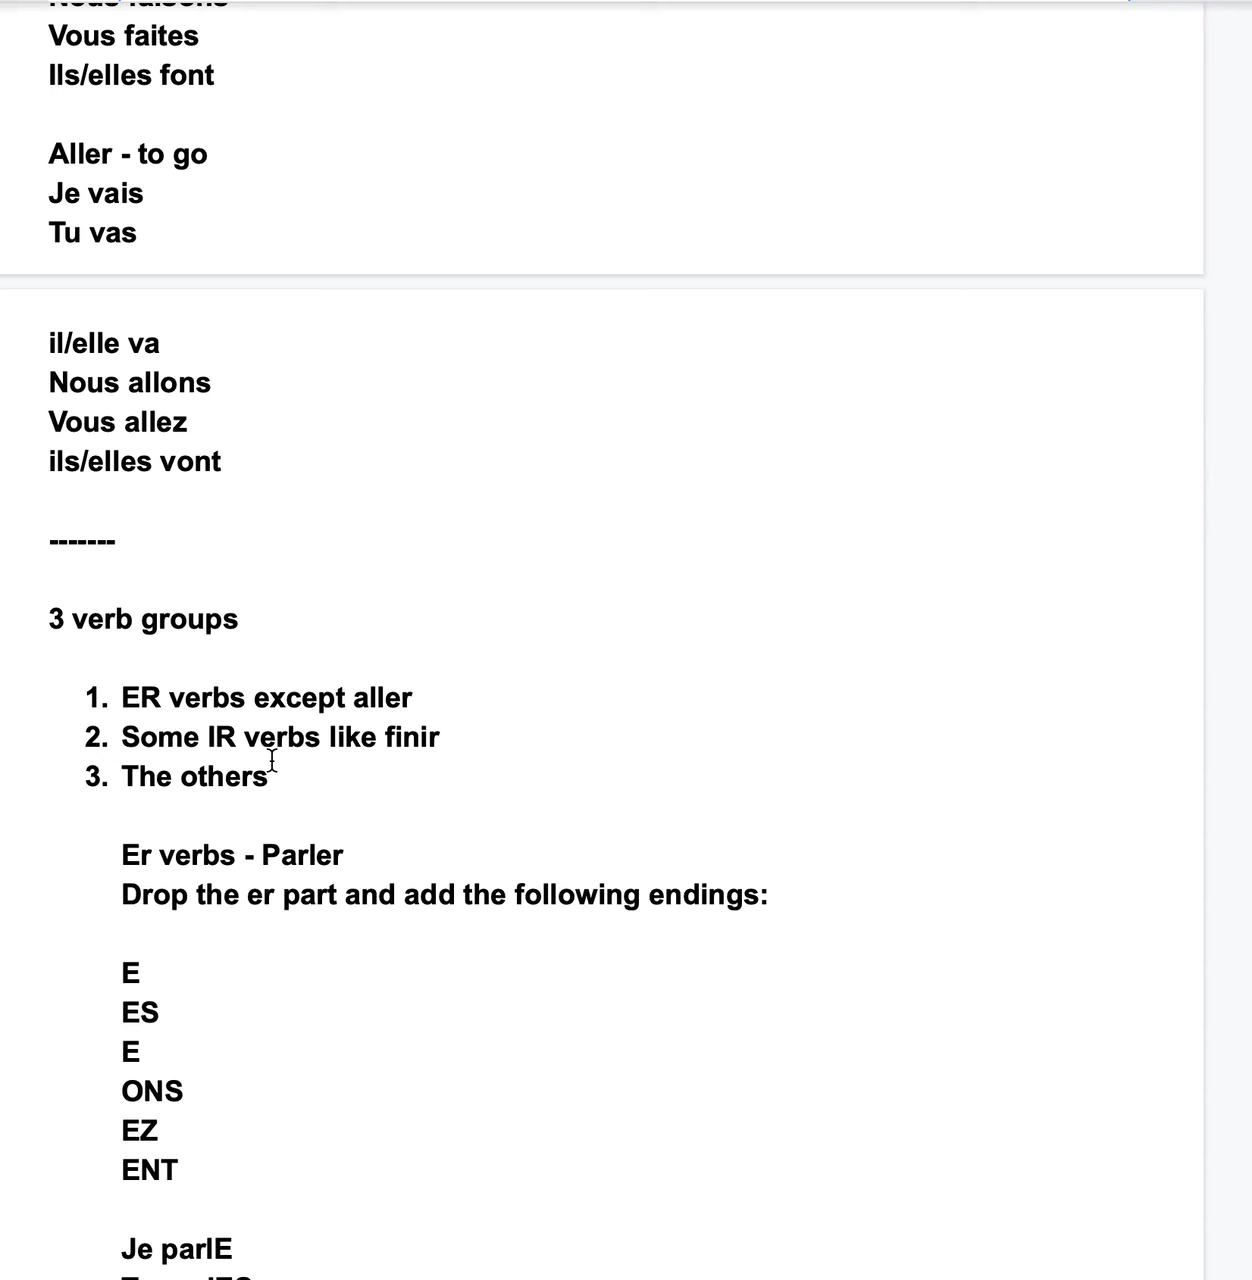 Nous faisons
Vous faites
Ils/elles font
Aller - to go
Je vais
Tu vas
il/elle va
Nous allons
Vous allez
ils/elles vont
-------
3 verb groups
1. ER verbs except aller
2. Some IR verbs like finir
3. The others
Er verbs - Parler
Drop the er part and add the following endings:
E
ES
E
ONS
EZ
ENT
Je parlE